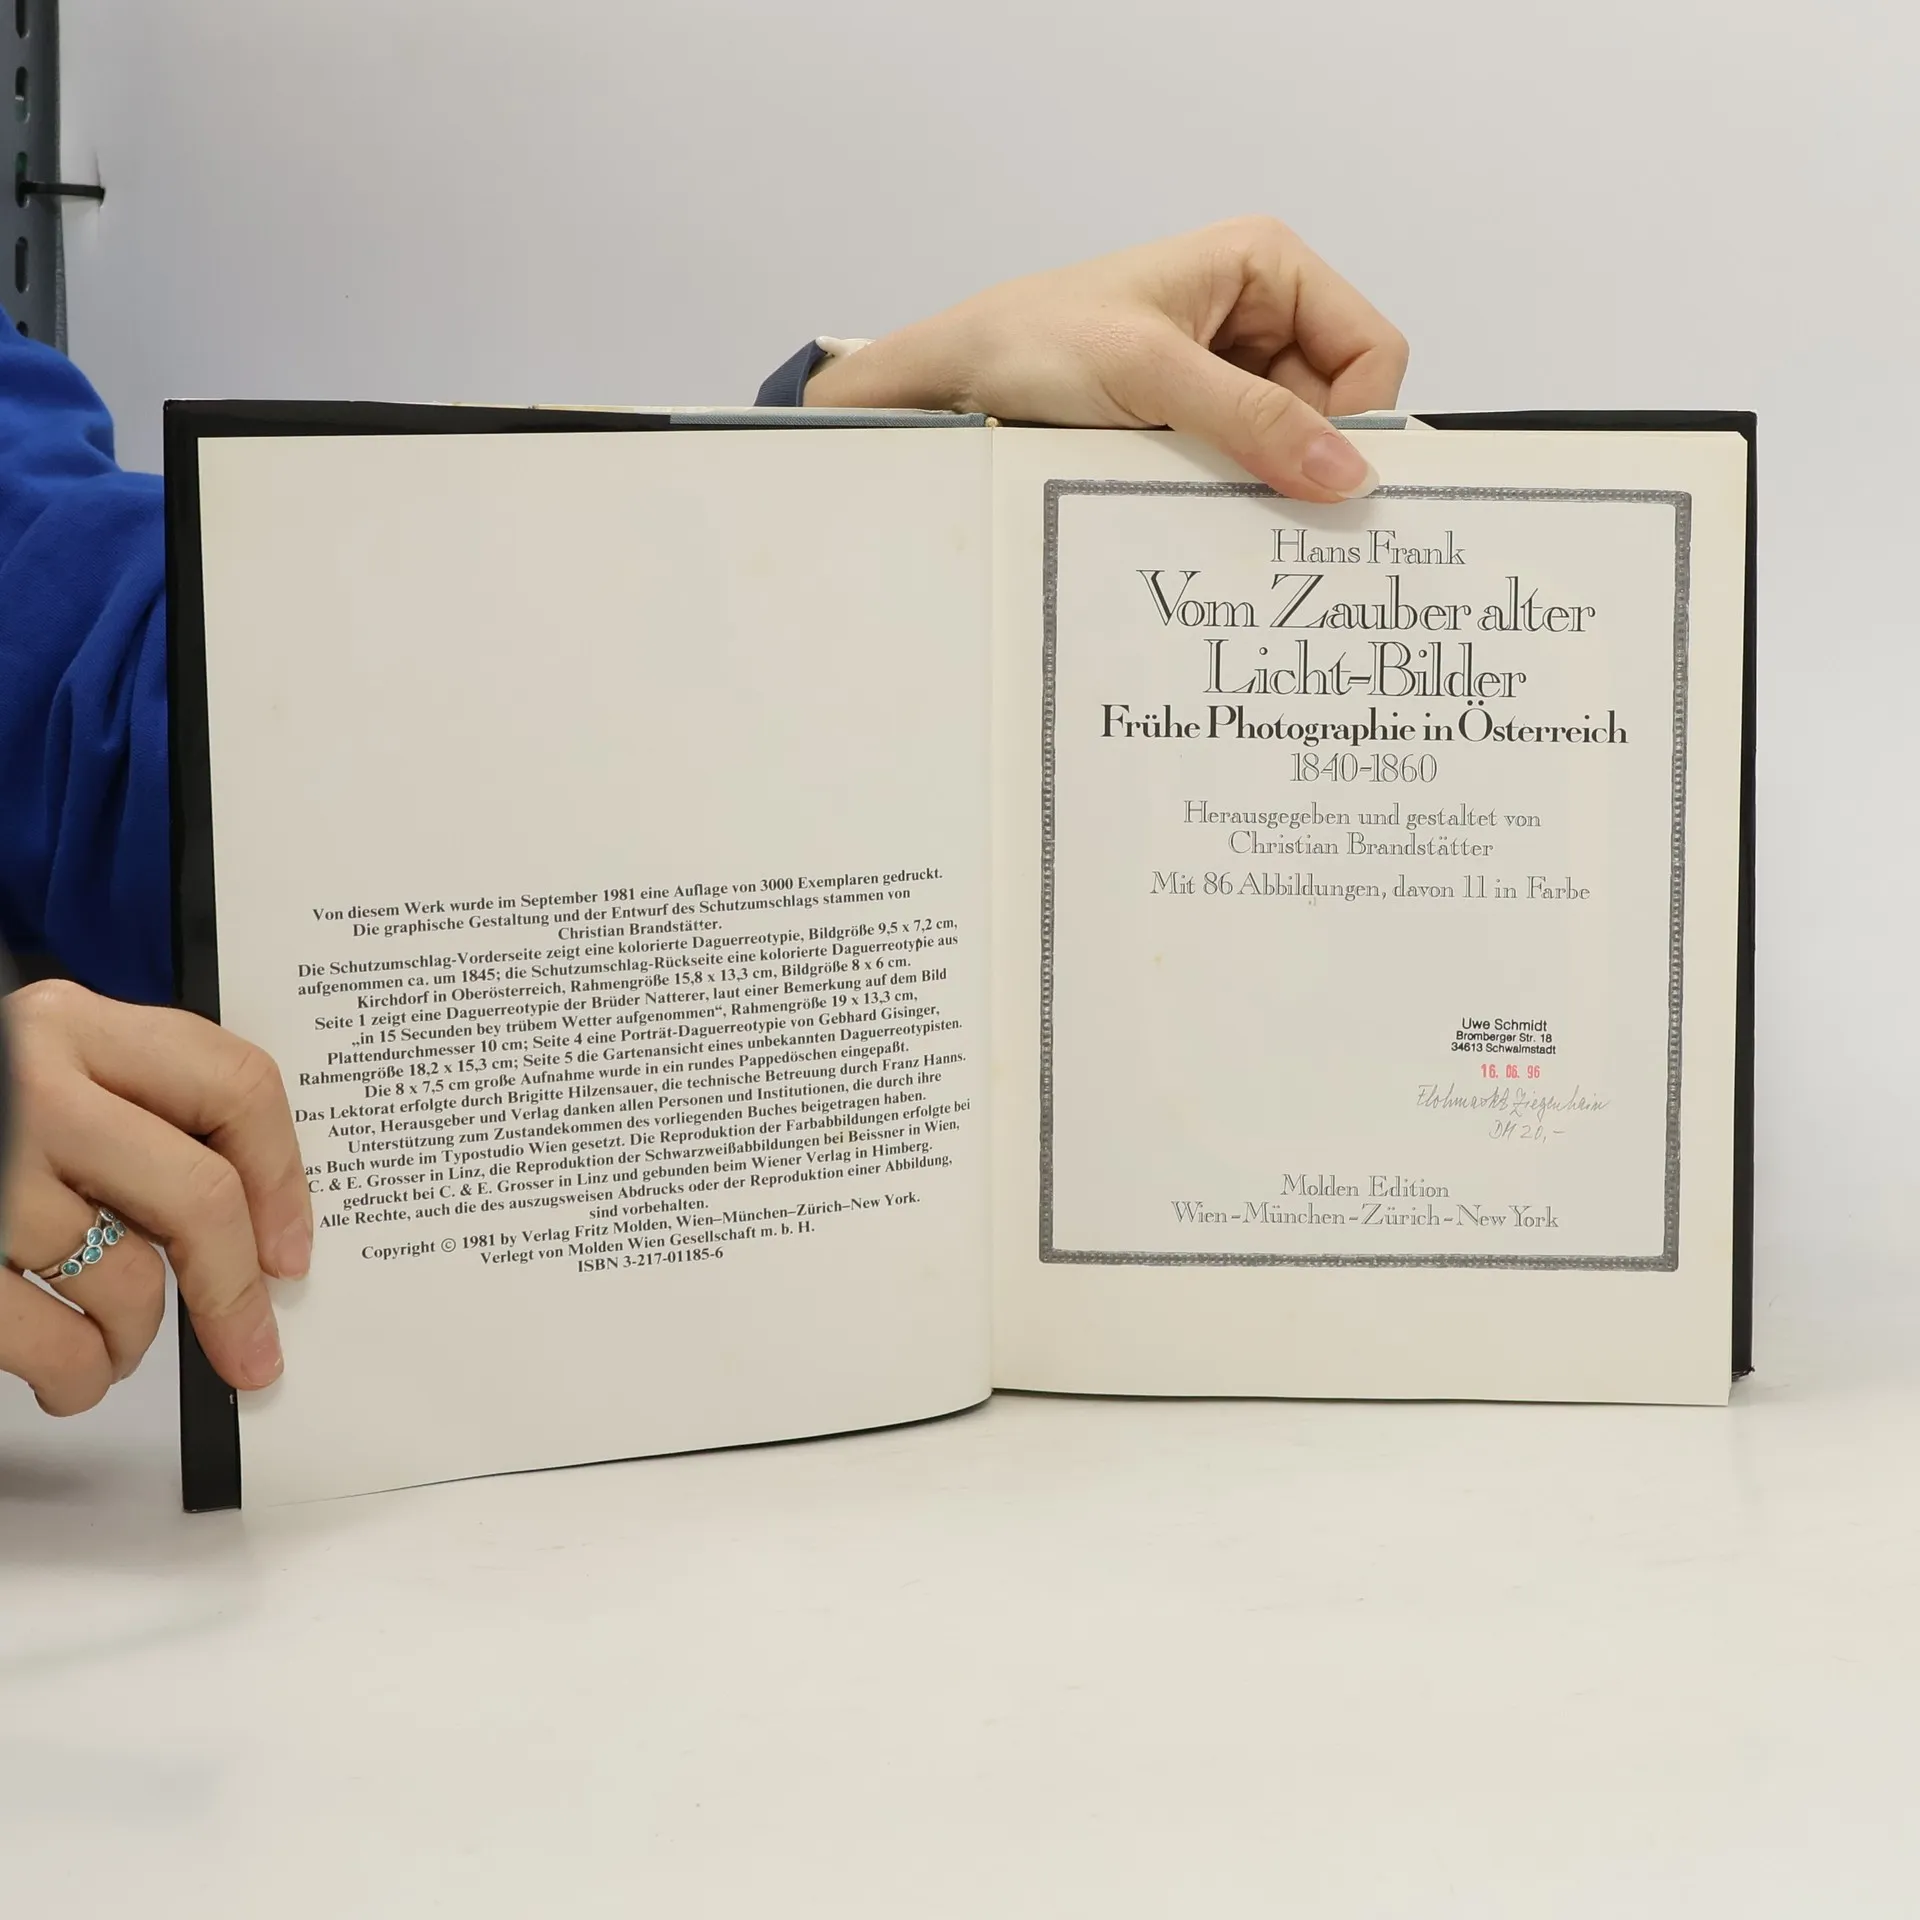 Von diesem Werk wurde im September 1981 eine Auflage von 3000 Exemplaren gedruckt.
Die graphische Gestaltung und der Entwurf des Schutzumschlags stammen von
Christian Brandstätter.
Die Schutzumschlag-Vorderseite zeigt eine kolorierte Daguerreotypie, Bildgröße 9,5 x 7,2 cm,
aufgenommen ca. um 1845; die Schutzumschlag-Rückseite eine kolorierte Daguerreotypie aus
Kirchdorf in Oberösterreich, Rahmengröße 15,8 x 13,3 cm, Bildgröße 8 x 6 cm.
Seite 1 zeigt eine Daguerreotypie der Brüder Natterer, laut einer Bemerkung auf dem Bild
„in 15 Secunden bey trübem Wetter aufgenommen“, Rahmengröße 19 x 13,3 cm,
Plattendurchmesser 10 cm; Seite 4 eine Porträt-Daguerreotypie von Gebhard Gisinger,
Rahmengröße 18,2 x 15,3 cm; Seite 5 die Gartenansicht eines unbekannten Daguerreotypisten.
Die 8 x 7,5 cm große Aufnahme wurde in ein rundes Pappedöschen eingepaßt.
Das Lektorat erfolgte durch Brigitte Hilzensauer, die technische Betreuung durch Franz Hanns.
Autor, Herausgeber und Verlag danken allen Personen und Institutionen, die durch ihre
Unterstützung zum Zustandekommen des vorliegenden Buches beigetragen haben.
as Buch wurde im Typostudio Wien gesetzt. Die Reproduktion der Farbabbildungen erfolgte bei
C. & E. Grosser in Linz, die Reproduktion der Schwarzweißabbildungen bei Beissner in Wien,
gedruckt bei C. & E. Grosser in Linz und gebunden beim Wiener Verlag in Himberg.
Alle Rechte, auch die des auszugsweisen Abdrucks oder der Reproduktion einer Abbildung,
sind vorbehalten.
Copyright © 1981 by Verlag Fritz Molden, Wien–München–Zürich–New York.
Verlegt von Molden Wien Gesellschaft m. b. H.
ISBN 3-217-01185-6
Hans Frank
Vom Zauber alter
Licht-Bilder
Frühe Photographie in Österreich
1840-1860
Herausgegeben und gestaltet von
Christian Brandstätter
Mit 86 Abbildungen, davon 11 in Farbe
Uwe Schmidt
Bromberger Str. 18
34613 Schwalmstadt
16. 06. 96
Flohmarkt Ziegenhain
DM 20,-
Molden Edition
Wien-München-Zürich-New York